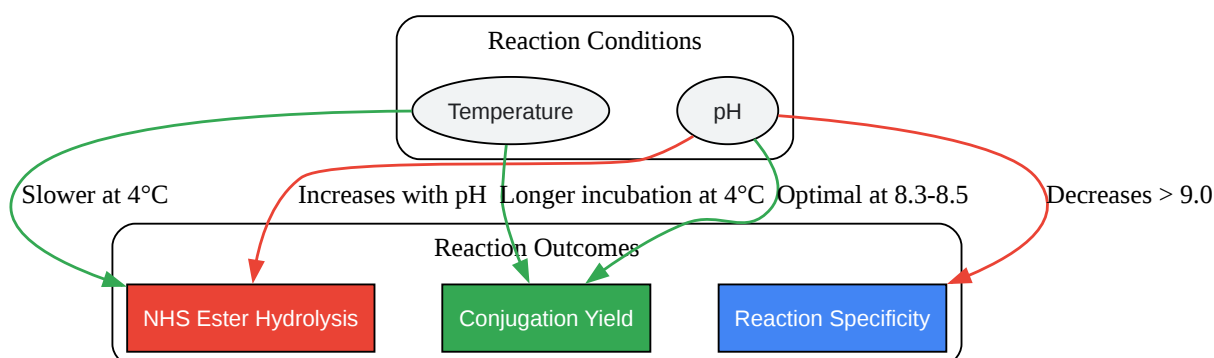 Reaction Conditions
Temperature
pH
Slower at 4°C
Increases with pH
Longer incubation at 4°C
Optimal at 8.3-8.5
Decreases > 9.0
Reaction Outcomes
NHS Ester Hydrolysis
Conjugation Yield
Reaction Specificity